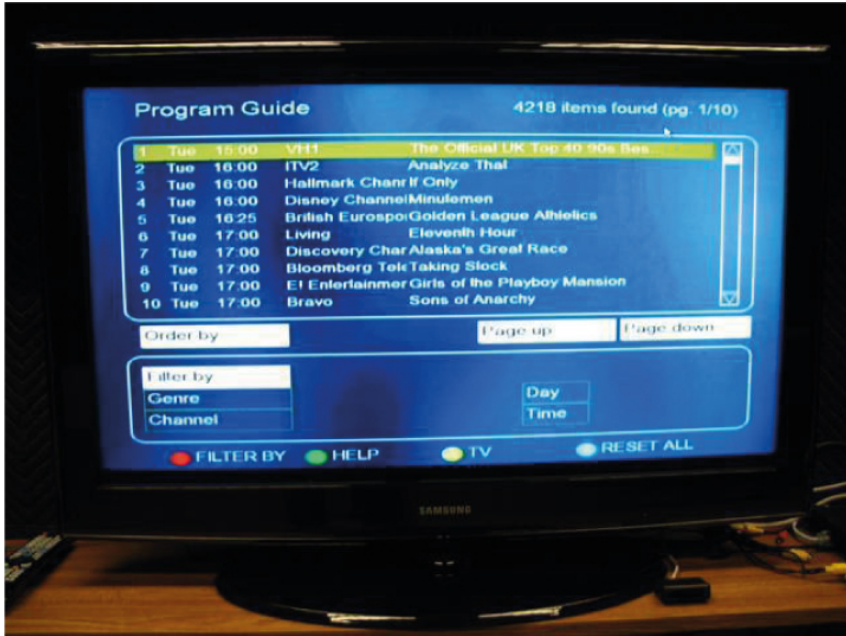 Program Guide 4218 items found (pg. 1/10)
1 Tue 15:00 VH1 The Official UK Top 40 90s Bes...
2 Tue 16:00 ITV2 Analyze That
3 Tue 16:00 Hallmark Chanr If Only
4 Tue 16:00 Disney Channel Minutemen
5 Tue 16:25 British Eurospor Golden League Athletics
6 Tue 17:00 Living Eleventh Hour
7 Tue 17:00 Discovery Char Alaska's Great Race
8 Tue 17:00 Bloomberg Tele Taking Stock
9 Tue 17:00 E! Entertainmer Girls of the Playboy Mansion
10 Tue 17:00 Bravo Sons of Anarchy
Order by Page up Page down
Filter by
Genre Day
Channel Time
FILTER BY HELP TV RESET ALL
SAMSUNG